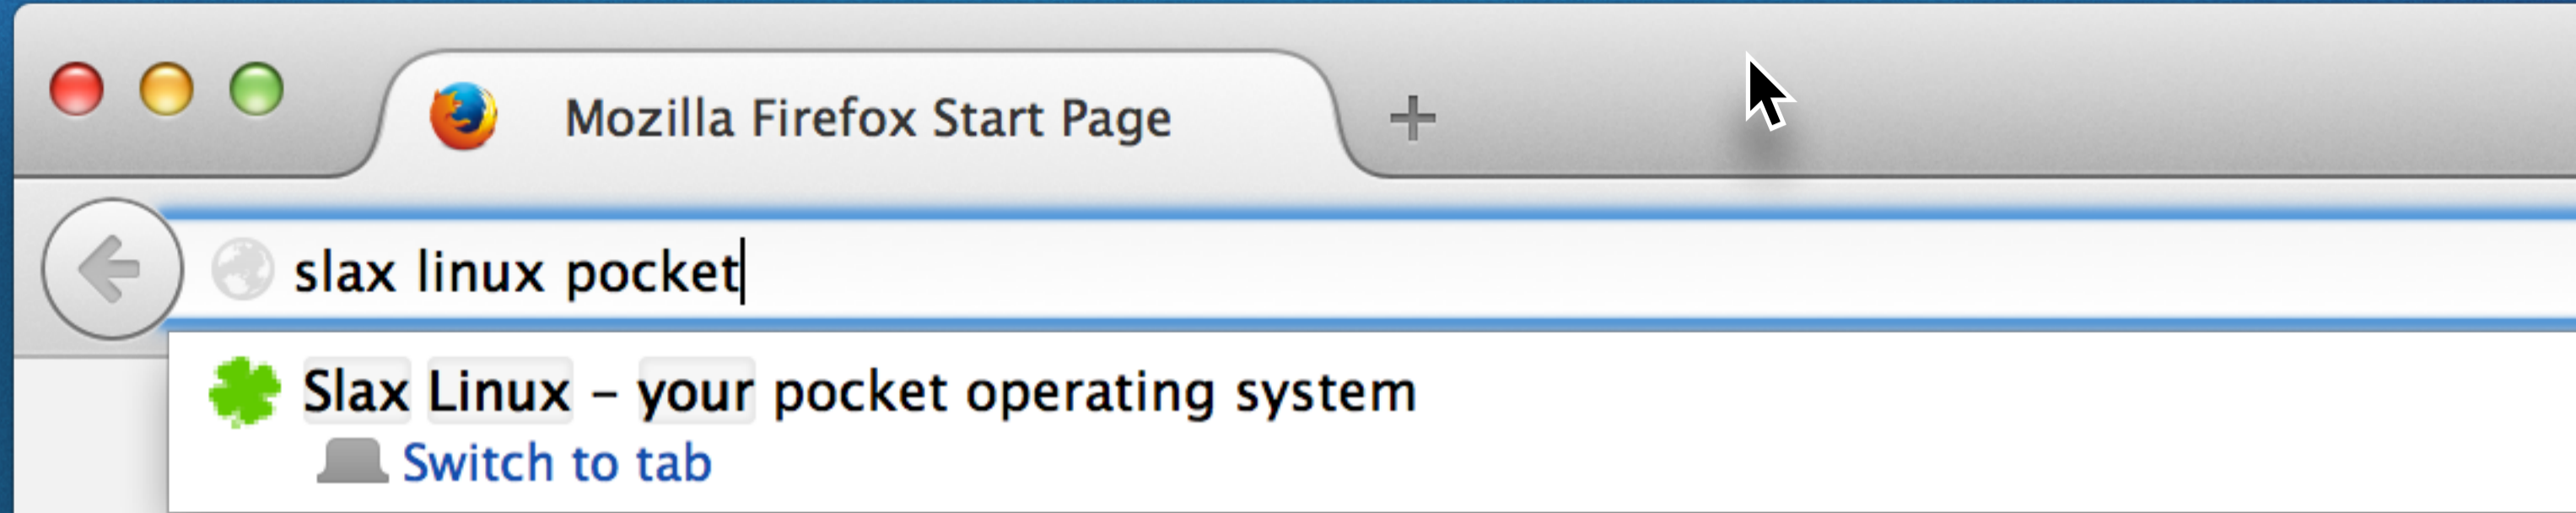 Mozilla Firefox Start Page
slax linux pocket
Slax Linux – your pocket operating system
Switch to tab